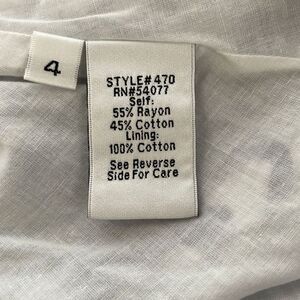 4
STYLE# 470
RN#54077
Self:
55% Rayon
45% Cotton
Lining:
100% Cotton
See Reverse
Side For Care